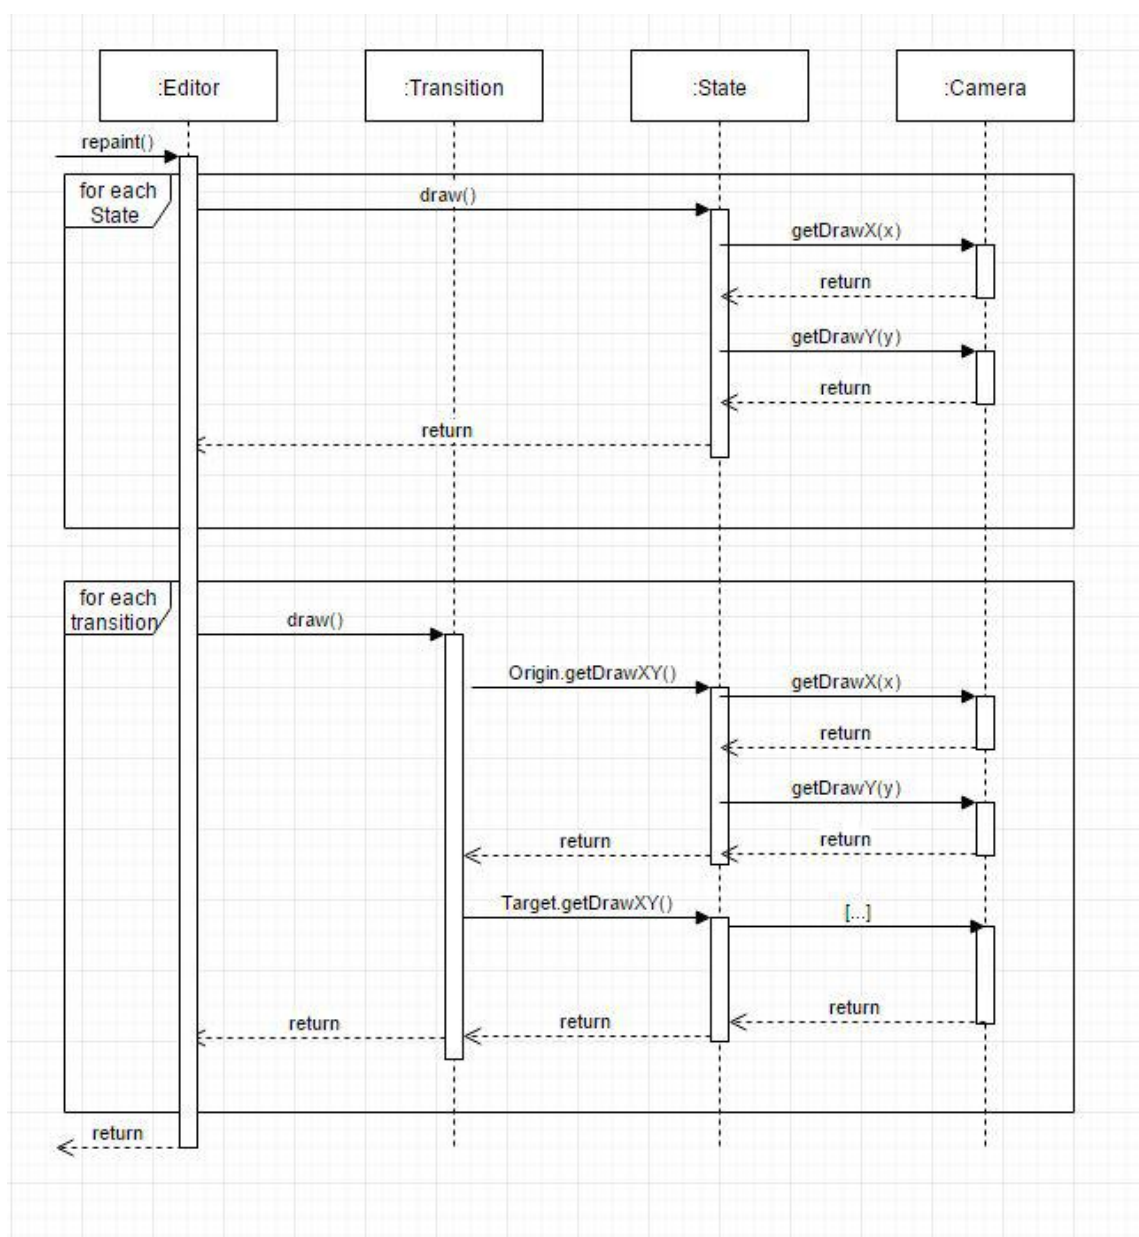 :Editor
:Transition
:State
:Camera
repaint()
for each
State
draw()
getDrawX(x)
return
getDrawY(y)
return
return
for each
transition
draw()
Origin.getDrawXY()
getDrawX(x)
return
getDrawY(y)
return
return
Target.getDrawXY()
[...]
return
return
return
return